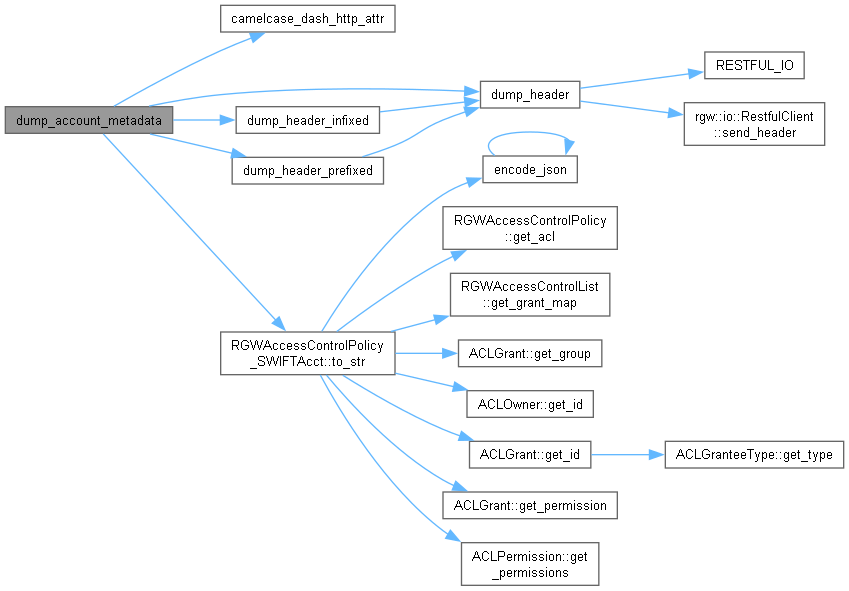 camelcase_dash_http_attr
RESTFUL_IO
dump_header
dump_account_metadata
dump_header_infixed
rgw::io::RestfulClient
::send_header
dump_header_prefixed
encode_json
RGWAccessControlPolicy
::get_acl
RGWAccessControlList
::get_grant_map
RGWAccessControlPolicy
_SWIFTAcct::to_str
ACLGrant::get_group
ACLOwner::get_id
ACLGrant::get_id
ACLGranteeType::get_type
ACLGrant::get_permission
ACLPermission::get
_permissions